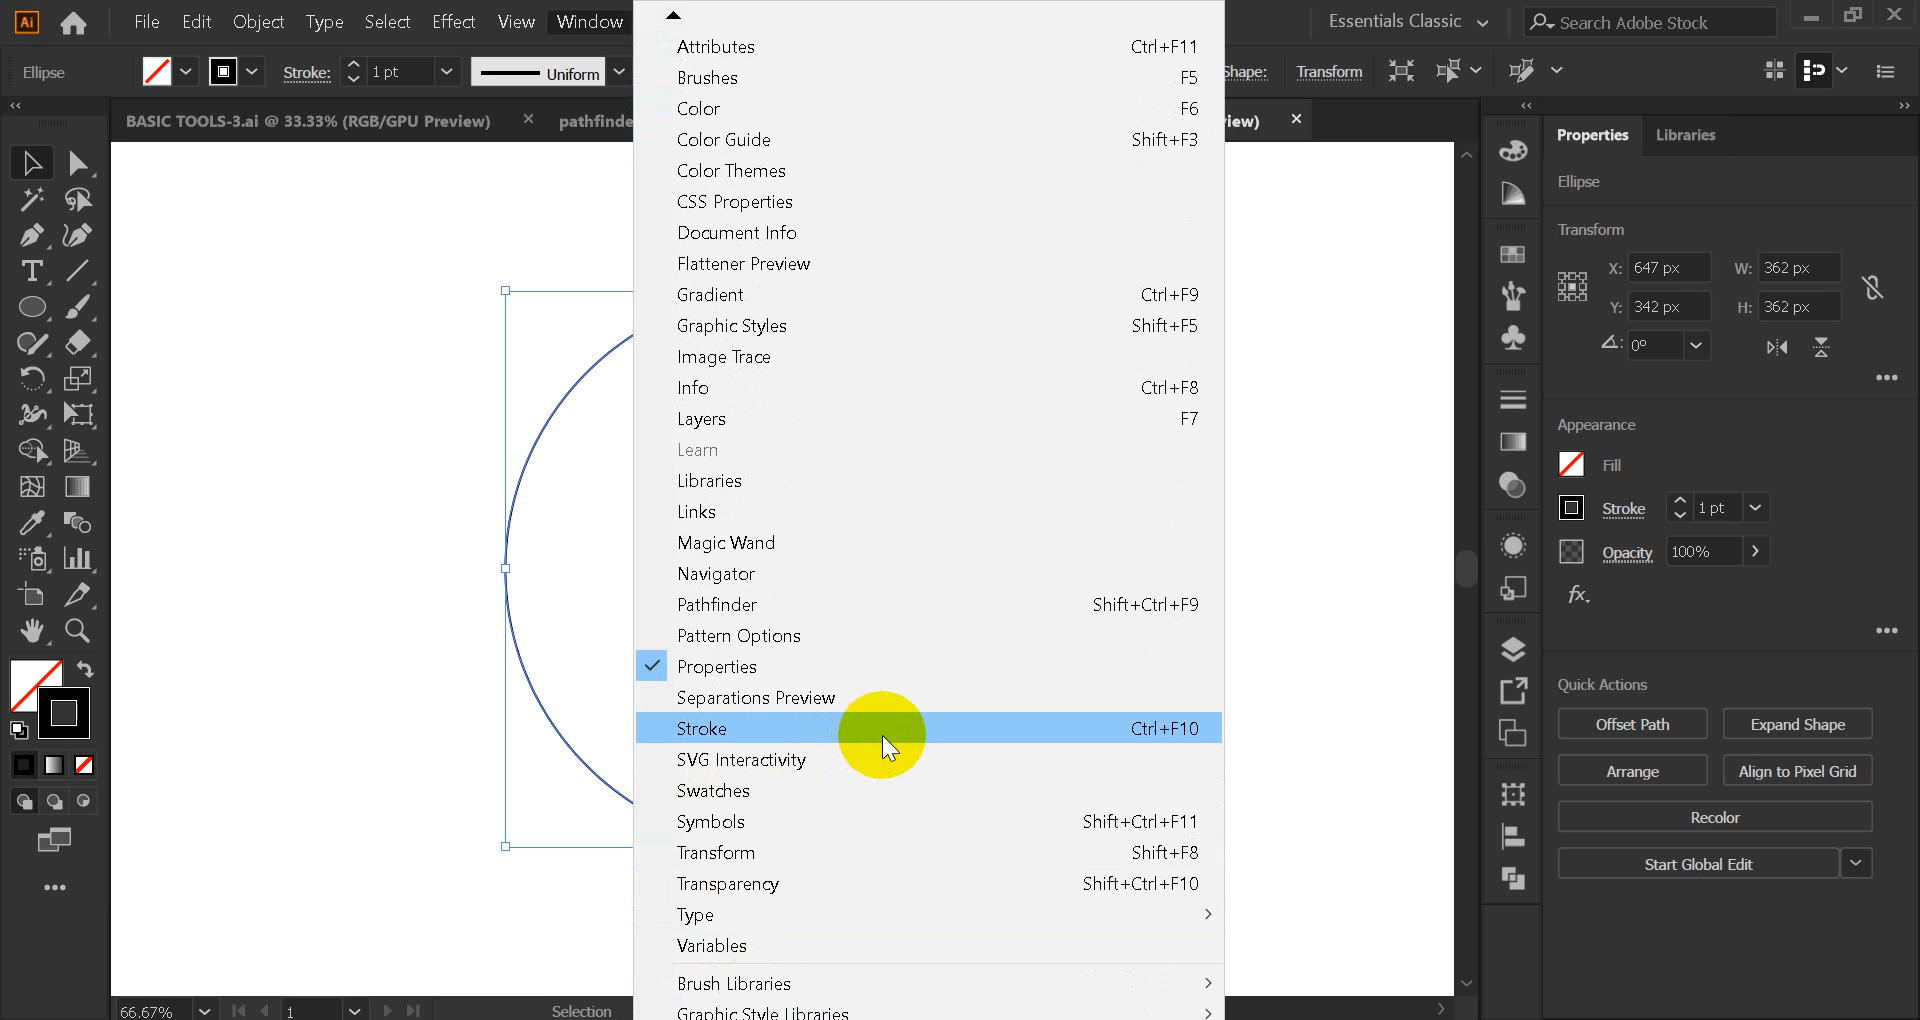 Ai File Edit Object Type Select Effect View Window Essentials Classic Search Adobe Stock
Ellipse Stroke: 1 pt Uniform Shape: Transform
BASIC TOOLS-3.ai @ 33.33% (RGB/GPU Preview) × pathfinde iew) ×
Attributes Ctrl+F11
Brushes F5
Color F6
Color Guide Shift+F3
Color Themes
CSS Properties
Document Info
Flattener Preview
Gradient Ctrl+F9
Graphic Styles Shift+F5
Image Trace
Info Ctrl+F8
Layers F7
Learn
Libraries
Links
Magic Wand
Navigator
Pathfinder Shift+Ctrl+F9
Pattern Options
Properties
Separations Preview
Stroke Ctrl+F10
SVG Interactivity
Swatches
Symbols Shift+Ctrl+F11
Transform Shift+F8
Transparency Shift+Ctrl+F10
Type
Variables
Brush Libraries
Graphic Style Libraries
Properties Libraries
Ellipse
Transform
X: 647 px W: 362 px
Y: 342 px H: 362 px
0°
Appearance
Fill
Stroke 1 pt
Opacity 100%
fx.
Quick Actions
Offset Path Expand Shape
Arrange Align to Pixel Grid
Recolor
Start Global Edit
66.67% 1 Selection